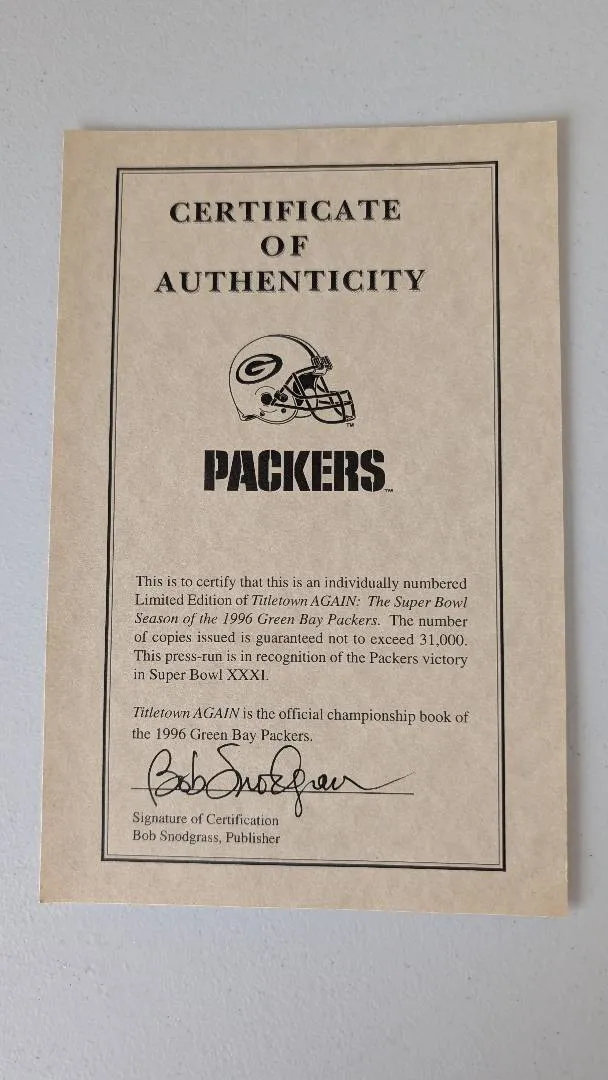 CERTIFICATE
OF
AUTHENTICITY
G
TM
PACKERS™
This is to certify that this is an individually numbered
Limited Edition of Titletown AGAIN: The Super Bowl
Season of the 1996 Green Bay Packers. The number
of copies issued is guaranteed not to exceed 31,000.
This press-run is in recognition of the Packers victory
in Super Bowl XXXI.
Titletown AGAIN is the official championship book of
the 1996 Green Bay Packers.
Bob Snodgrass
Signature of Certification
Bob Snodgrass, Publisher